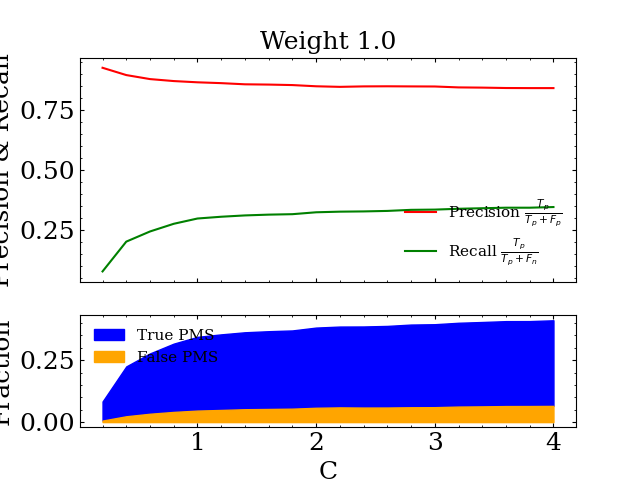 Weight 1.0
Precision & Recall
0.75
0.50
0.25
Precision $\frac{T_p}{T_p+F_p}$
Recall $\frac{T_p}{T_p+F_n}$
Fraction
0.25
0.00
True PMS
False PMS
1 2 3 4
C